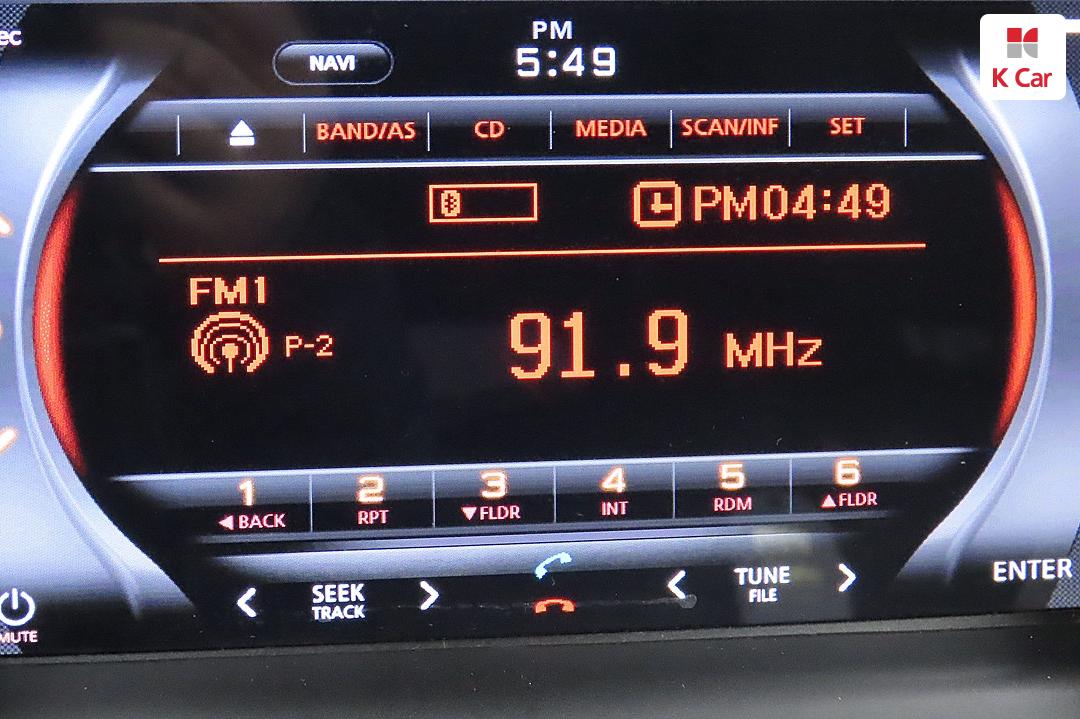 ec
PM
NAVI 5:49
K Car
BAND/AS CD MEDIA SCAN/INF SET
PM04:49
FM1
P-2 91.9 MHz
1 2 3 4 5 6
◀BACK RPT ▼FLDR INT RDM ▲FLDR
SEEK TUNE ENTER
TRACK FILE
MUTE